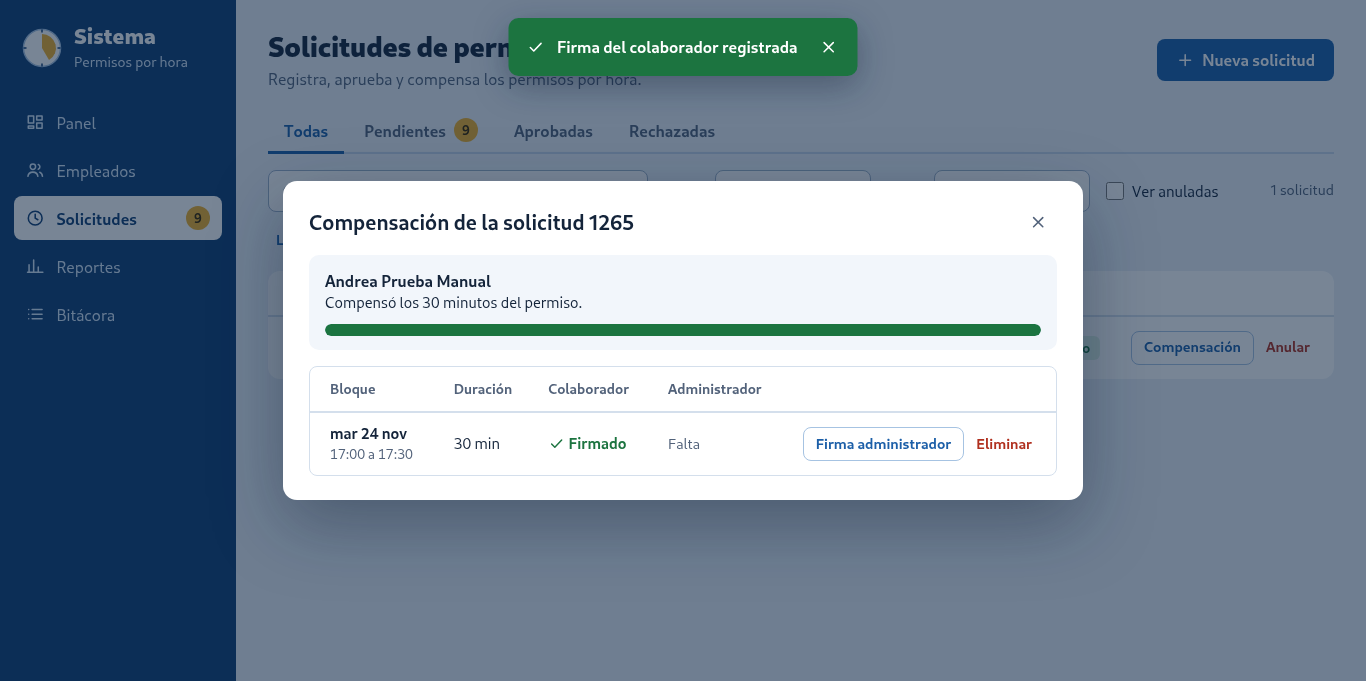 Sistema
Permisos por hora
Panel
Empleados
Solicitudes 9
Reportes
Bitácora
Solicitudes de
Registra, aprueba y compensa los permisos por hora.
Firma del colaborador registrada
Nueva solicitud
Todas
Pendientes 9
Aprobadas
Rechazadas
Ver anuladas
1 solicitud
Compensación
Anular
Compensación de la solicitud 1265
Andrea Prueba Manual
Compensó los 30 minutos del permiso.
Bloque Duración Colaborador Administrador
mar 24 nov
17:00 a 17:30
30 min
Firmado
Falta
Firma administrador
Eliminar